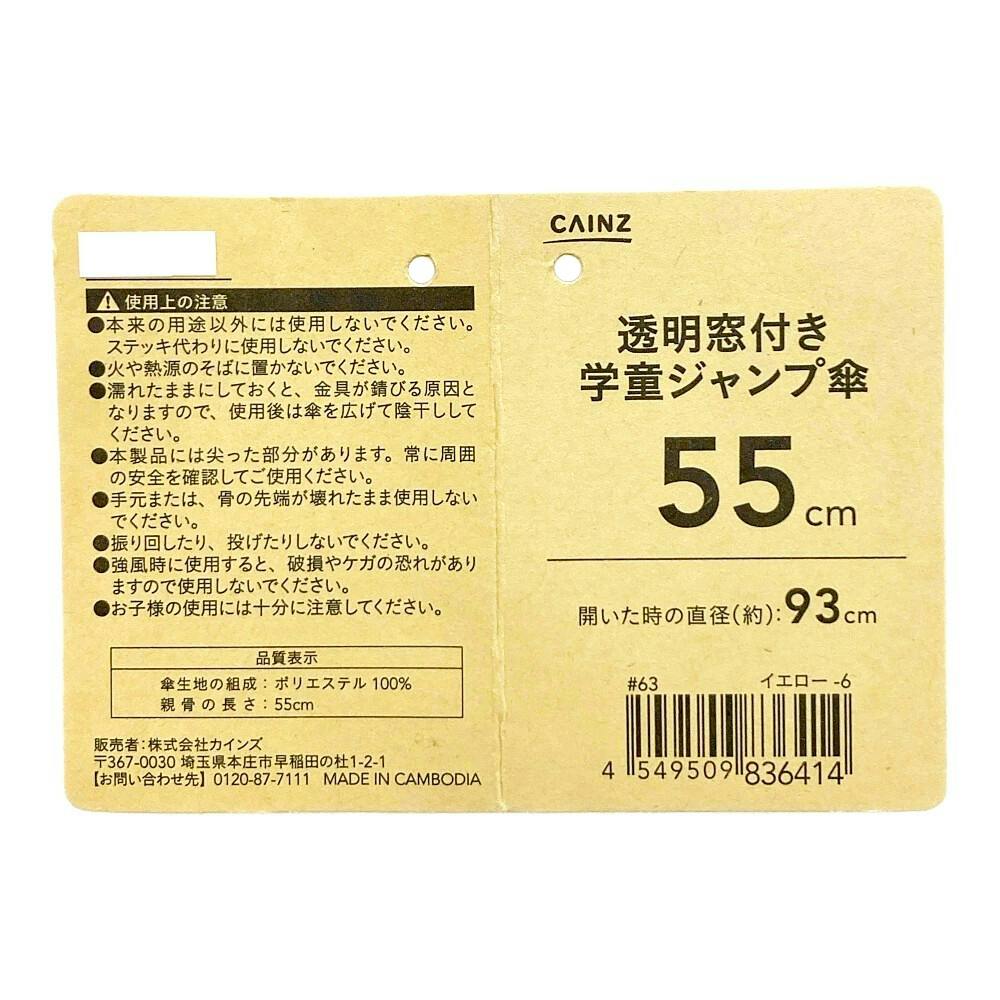 ⚠使用上の注意
●本来の用途以外には使用しないでください。
ステッキ代わりに使用しないでください。
●火や熱源のそばに置かないでください。
●濡れたままにしておくと、金具が錆びる原因と
なりますので、使用後は傘を広げて陰干しして
ください。
●本製品には尖った部分があります。常に周囲
の安全を確認してご使用ください。
●手元または、骨の先端が壊れたまま使用しない
でください。
●振り回したり、投げたりしないでください。
●強風時に使用すると、破損やケガの恐れがあり
ますので使用しないでください。
●お子様の使用には十分に注意してください。
品質表示
傘生地の組成：ポリエステル100%
親骨の長さ：55cm
販売者：株式会社カインズ
〒367-0030 埼玉県本庄市早稲田の杜1-2-1
【お問い合わせ先】0120-87-7111 MADE IN CAMBODIA
CAINZ
透明窓付き
学童ジャンプ傘
55cm
開いた時の直径(約)：93cm
#63 イエロー -6
4 549509 836414